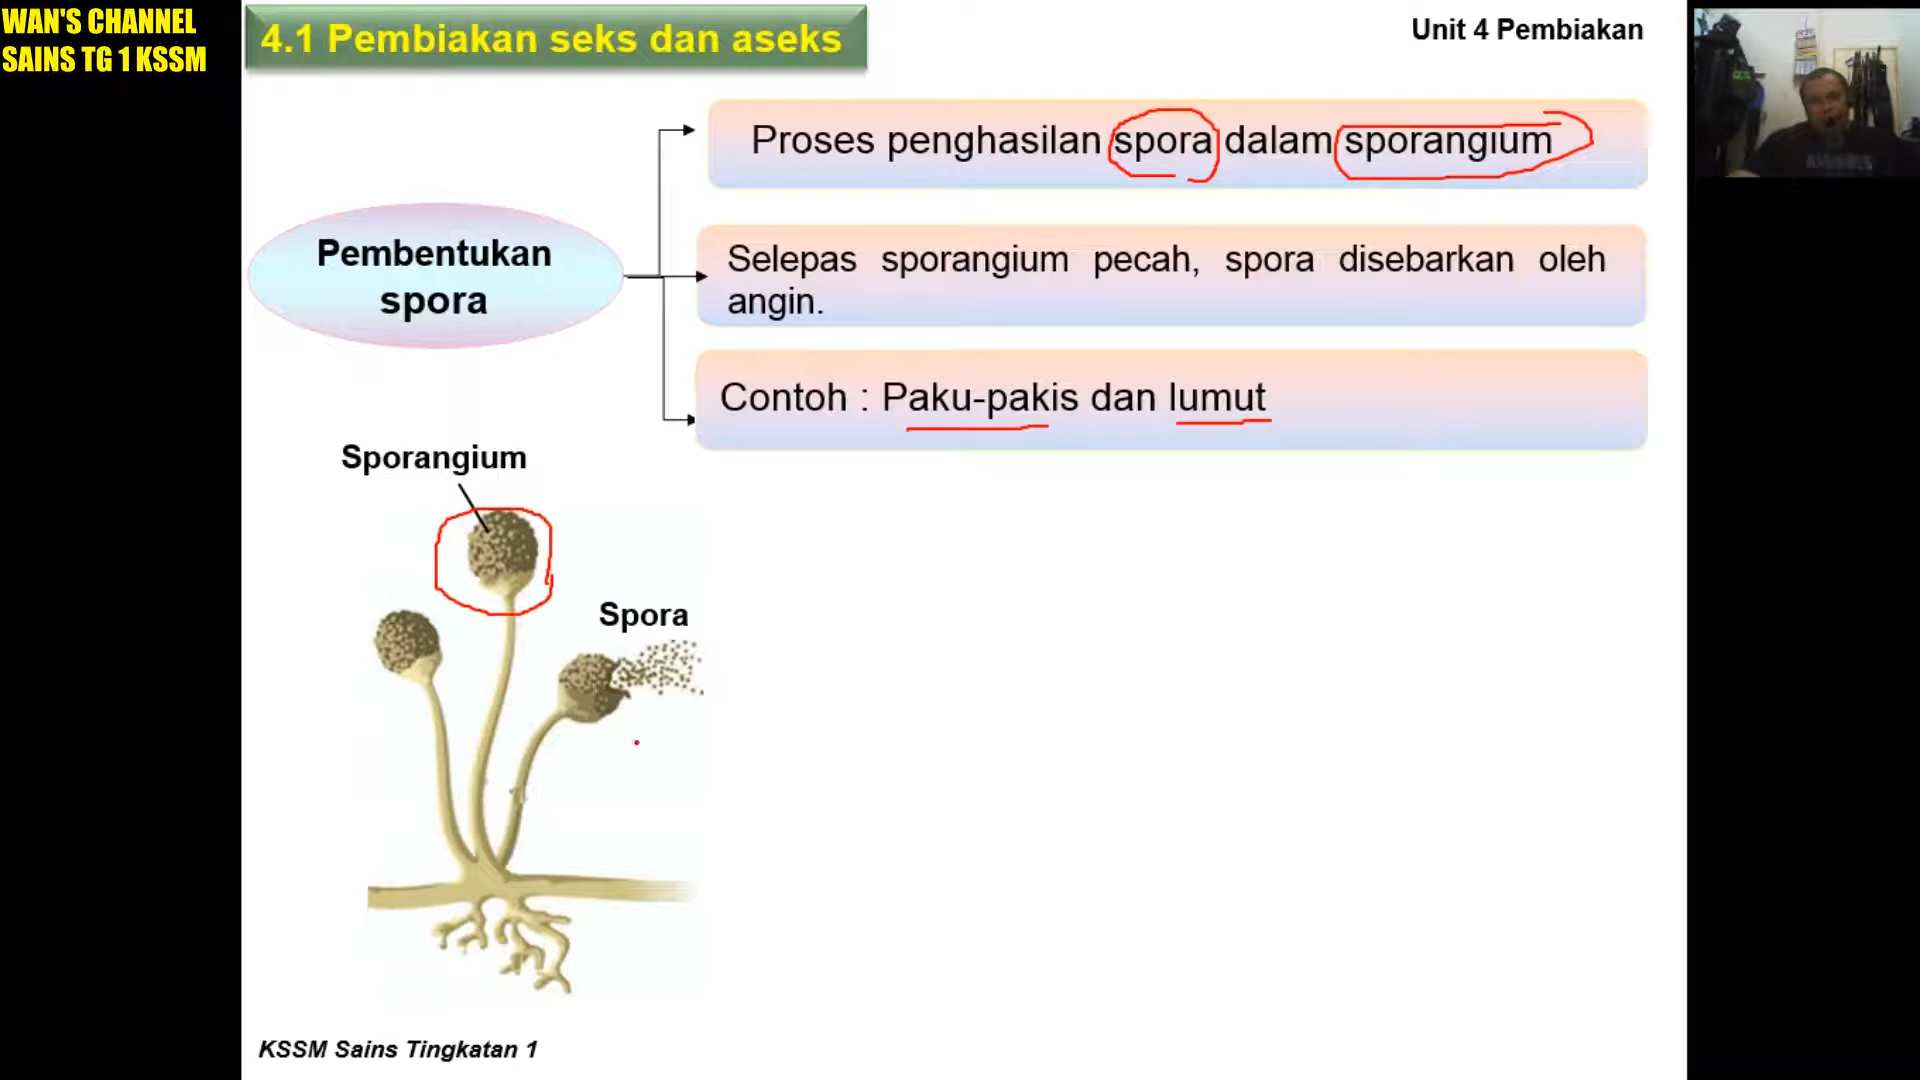 WAN'S CHANNEL
SAINS TG 1 KSSM
4.1 Pembiakan seks dan aseks
Unit 4 Pembiakan
Proses penghasilan spora dalam sporangium
Pembentukan
spora
Selepas sporangium pecah, spora disebarkan oleh
angin.
Contoh : Paku-pakis dan lumut
Sporangium
Spora
KSSM Sains Tingkatan 1